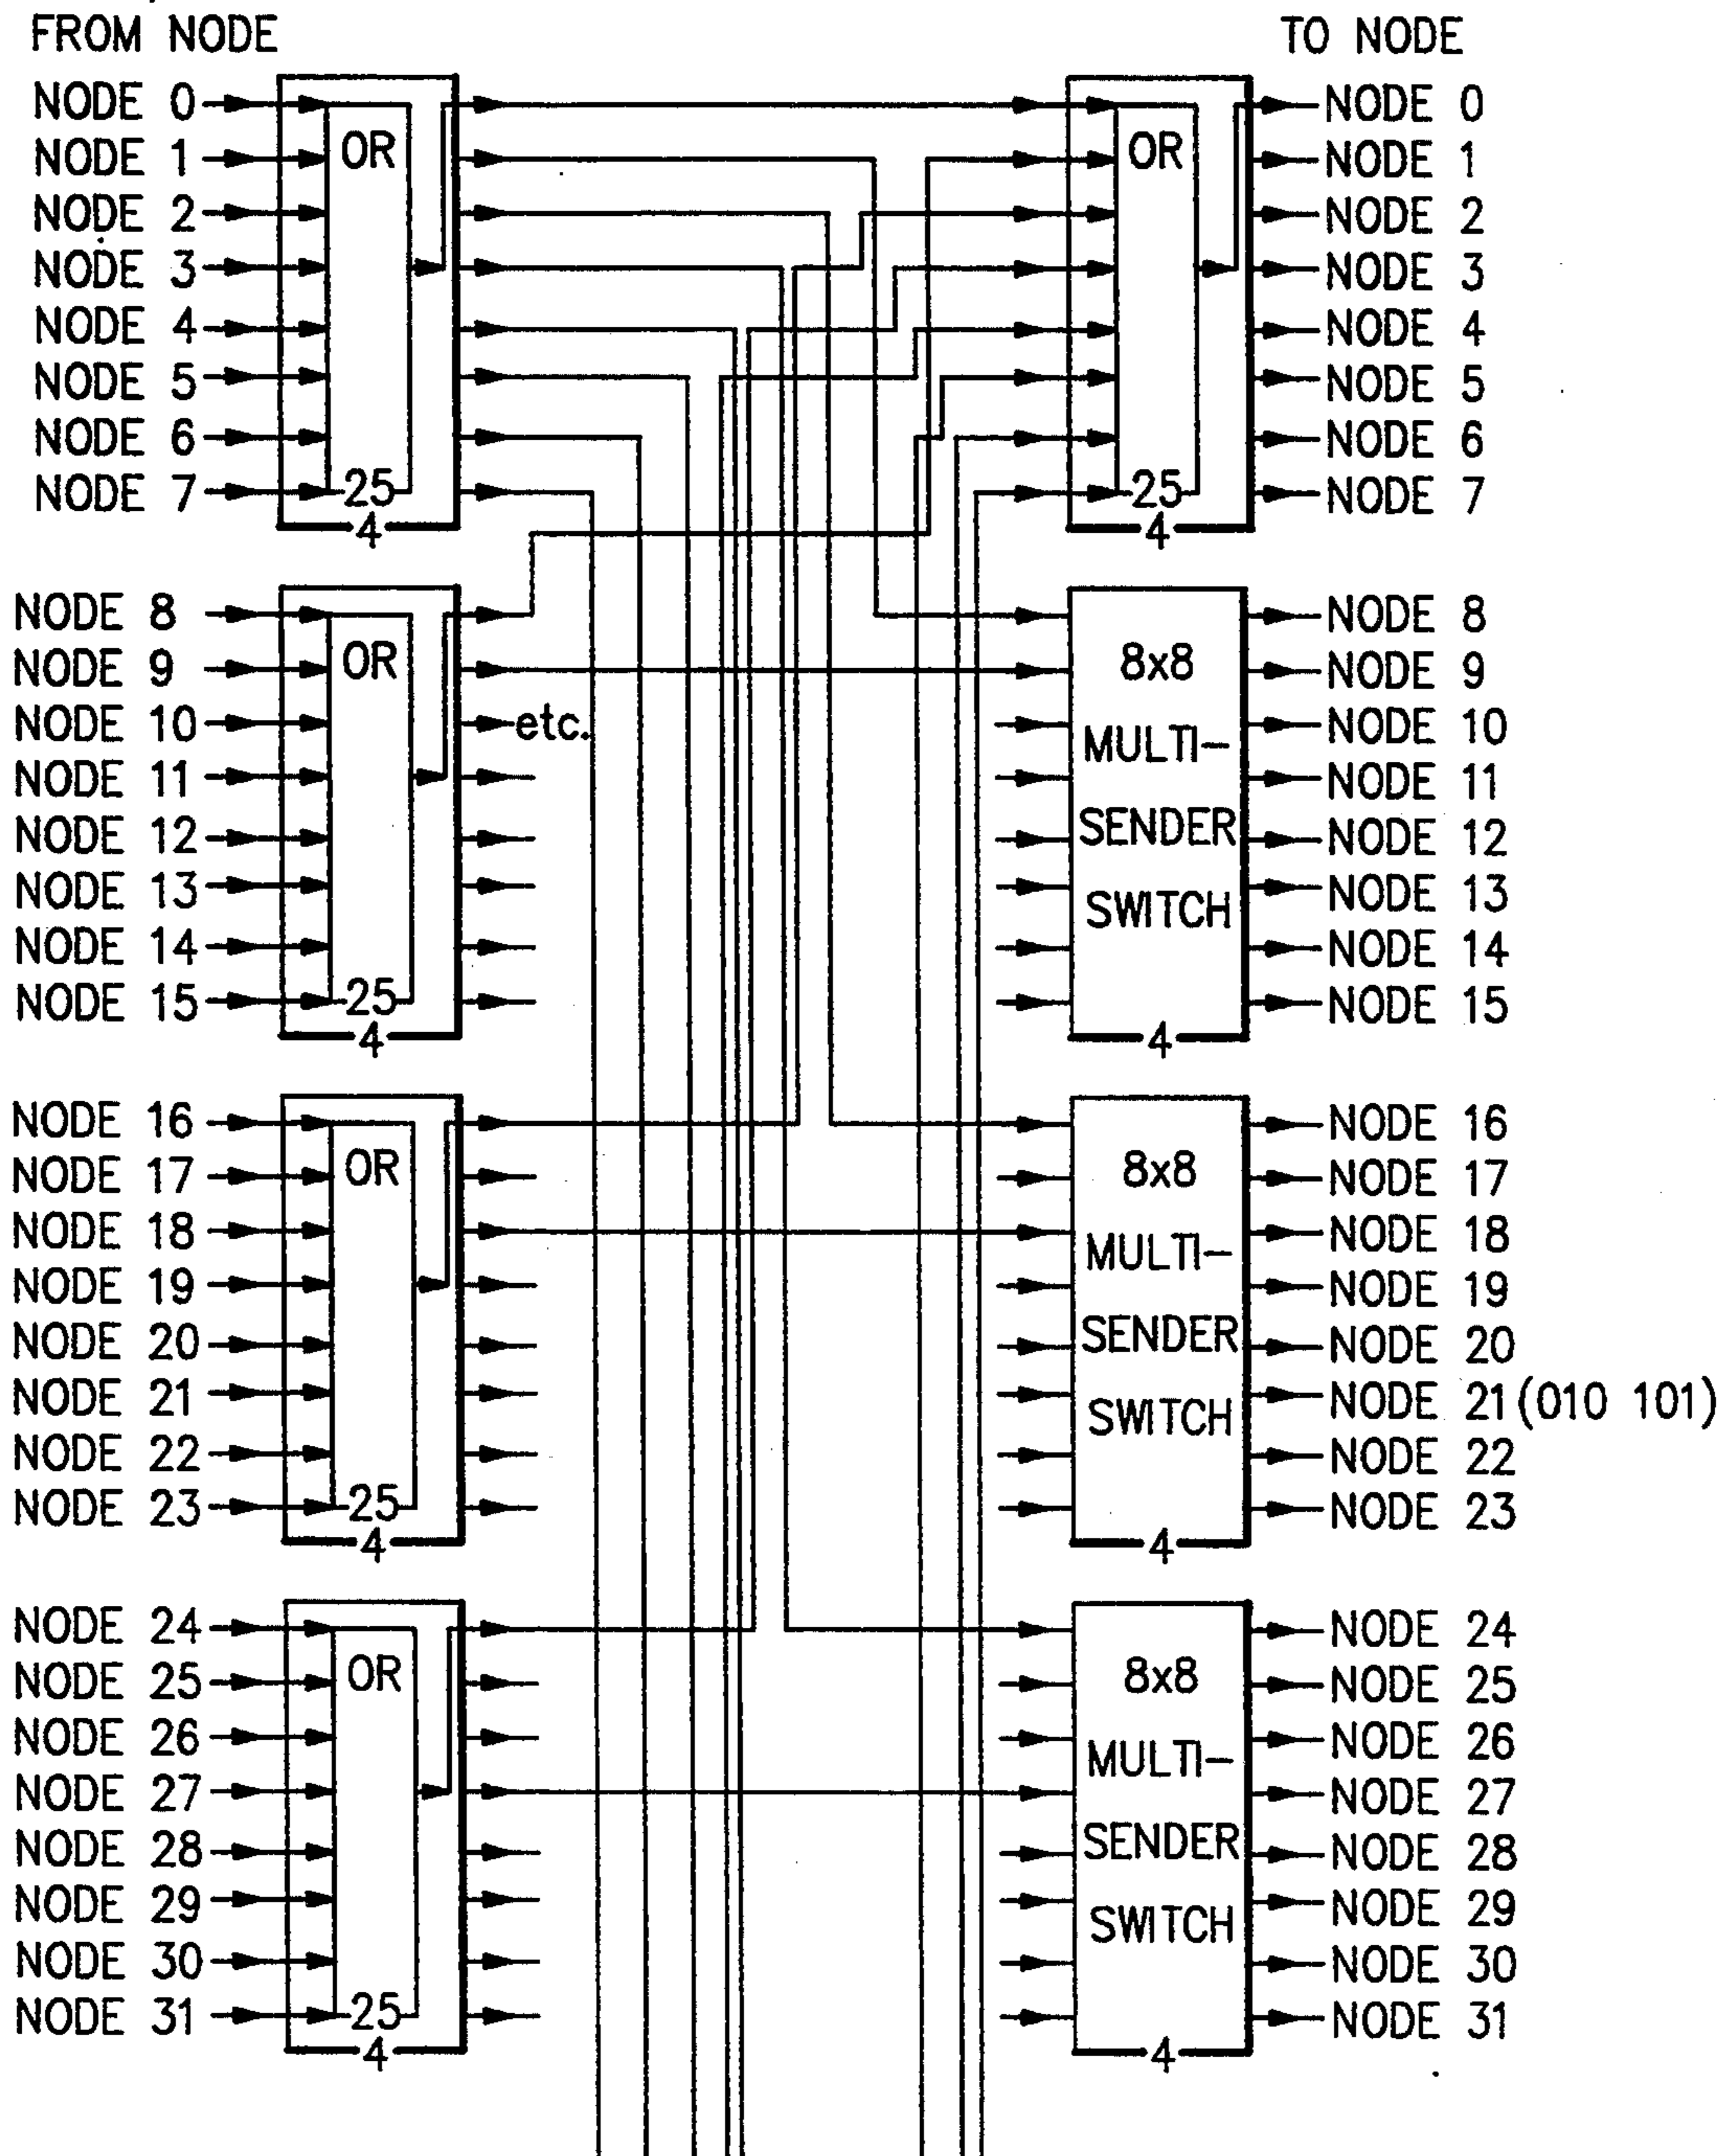 FROM NODE
TO NODE
NODE 0
NODE 1
NODE 2
NODE 3
NODE 4
NODE 5
NODE 6
NODE 7
OR
25
4
OR
25
4
NODE 0
NODE 1
NODE 2
NODE 3
NODE 4
NODE 5
NODE 6
NODE 7
NODE 8
NODE 9
NODE 10
NODE 11
NODE 12
NODE 13
NODE 14
NODE 15
OR
25
4
etc.
8x8
MULTI-
SENDER
SWITCH
4
NODE 8
NODE 9
NODE 10
NODE 11
NODE 12
NODE 13
NODE 14
NODE 15
NODE 16
NODE 17
NODE 18
NODE 19
NODE 20
NODE 21
NODE 22
NODE 23
OR
25
4
8x8
MULTI-
SENDER
SWITCH
4
NODE 16
NODE 17
NODE 18
NODE 19
NODE 20
NODE 21 (010 101)
NODE 22
NODE 23
NODE 24
NODE 25
NODE 26
NODE 27
NODE 28
NODE 29
NODE 30
NODE 31
OR
25
4
8x8
MULTI-
SENDER
SWITCH
4
NODE 24
NODE 25
NODE 26
NODE 27
NODE 28
NODE 29
NODE 30
NODE 31